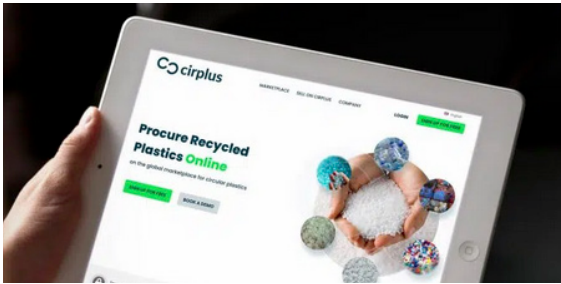 cirplus
MARKETPLACE SELL ON CIRPLUS COMPANY
LOGIN
English
SIGN UP FOR FREE
Procure Recycled
Plastics Online
on the global marketplace for circular plastics
SIGN UP FOR FREE
BOOK A DEMO